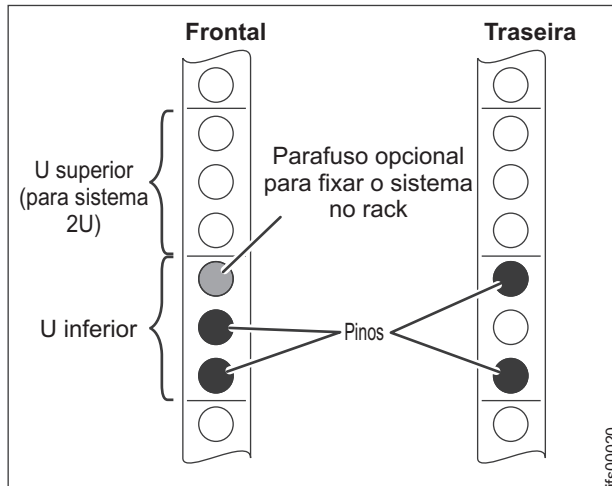 Frontal
Traseira
U superior
(para sistema
2U)
Parafuso opcional
para fixar o sistema
no rack
U inferior
Pinos